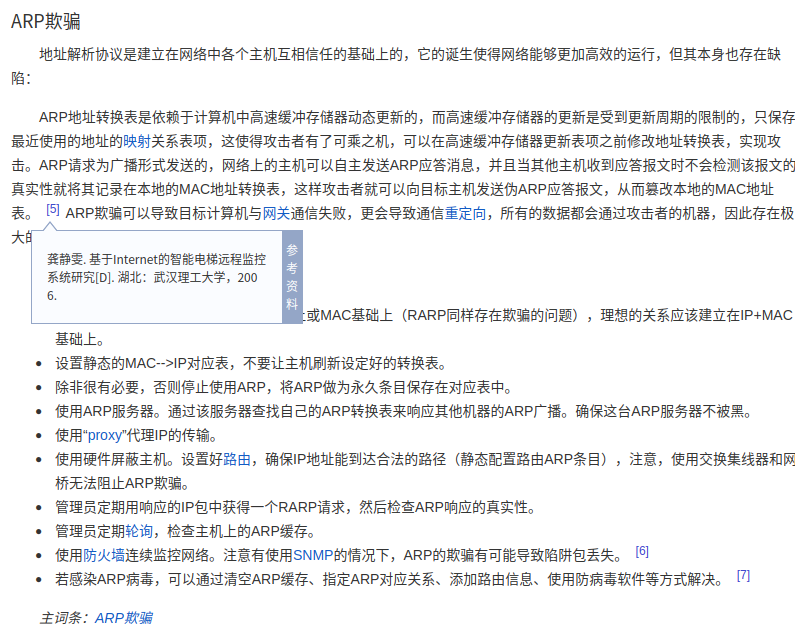 ARP欺骗
地址解析协议是建立在网络中各个主机互相信任的基础上的，它的诞生使得网络能够更加高效的运行，但其本身也存在缺
陷：
ARP地址转换表是依赖于计算机中高速缓冲存储器动态更新的，而高速缓冲存储器的更新是受到更新周期的限制的，只保存
最近使用的地址的映射关系表项，这使得攻击者有了可乘之机，可以在高速缓冲存储器更新表项之前修改地址转换表，实现攻
击。ARP请求为广播形式发送的，网络上的主机可以自主发送ARP应答消息，并且当其他主机收到应答报文时不会检测该报文的
真实性就将其记录在本地的MAC地址转换表，这样攻击者就可以向目标主机发送伪ARP应答报文，从而篡改本地的MAC地址
表。 [5] ARP欺骗可以导致目标计算机与网关通信失败，更会导致通信重定向，所有的数据都会通过攻击者的机器，因此存在极
大
龚静雯. 基于Internet的智能电梯远程监控
系统研究[D]. 湖北：武汉理工大学，200
6.
参考资料
或MAC基础上（RARP同样存在欺骗的问题），理想的关系应该建立在IP+MAC
基础上。
● 设置静态的MAC-->IP对应表，不要让主机刷新设定好的转换表。
● 除非很有必要，否则停止使用ARP，将ARP做为永久条目保存在对应表中。
● 使用ARP服务器。通过该服务器查找自己的ARP转换表来响应其他机器的ARP广播。确保这台ARP服务器不被黑。
● 使用“proxy”代理IP的传输。
● 使用硬件屏蔽主机。设置好路由，确保IP地址能到达合法的路径（静态配置路由ARP条目），注意，使用交换集线器和网
桥无法阻止ARP欺骗。
● 管理员定期用响应的IP包中获得一个RARP请求，然后检查ARP响应的真实性。
● 管理员定期轮询，检查主机上的ARP缓存。
● 使用防火墙连续监控网络。注意有使用SNMP的情况下，ARP的欺骗有可能导致陷阱包丢失。 [6]
● 若感染ARP病毒，可以通过清空ARP缓存、指定ARP对应关系、添加路由信息、使用防病毒软件等方式解决。 [7]
主词条：ARP欺骗